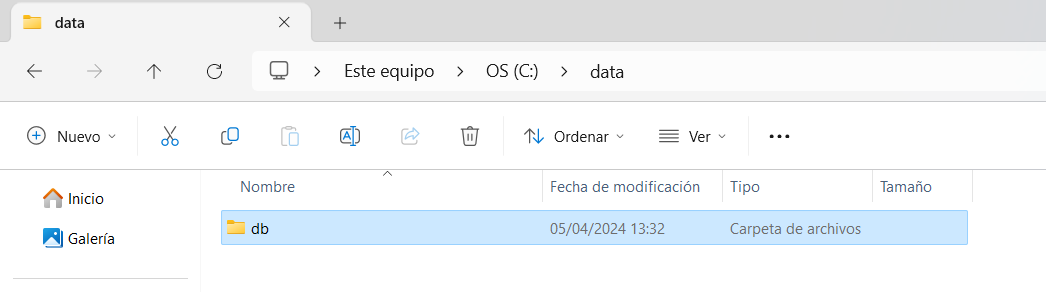 data
Este equipo > OS (C:) > data
Nuevo Ordenar Ver
Nombre Fecha de modificación Tipo Tamaño
Inicio
db 05/04/2024 13:32 Carpeta de archivos
Galería